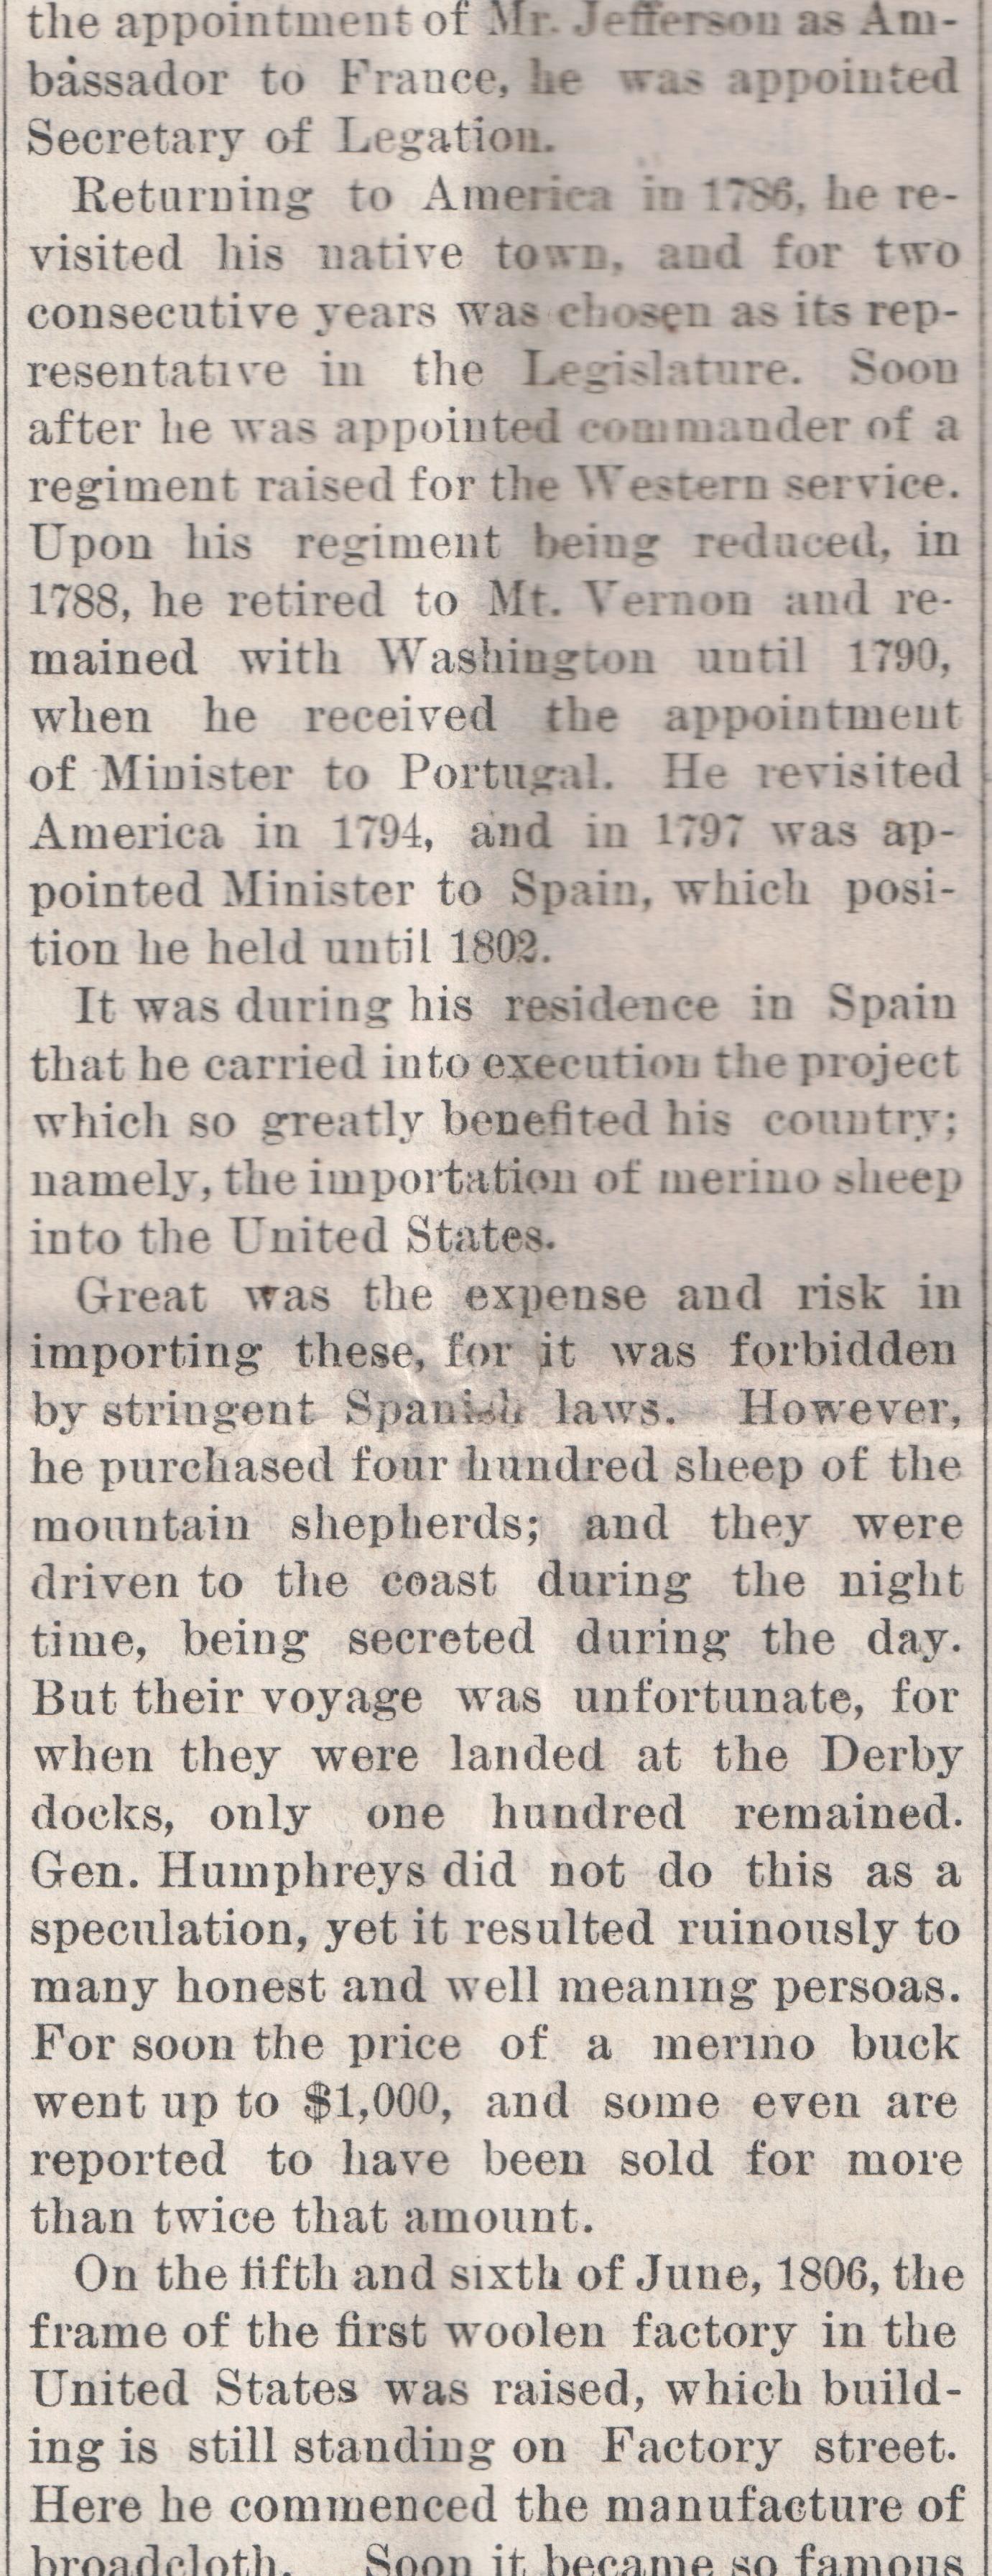 the appointment of Mr. Jefferson as Am-
bassador to France, he was appointed
Secretary of Legation.
Returning to America in 1786, he re-
visited his native town, and for two
consecutive years was chosen as its rep-
resentative in the Legislature. Soon
after he was appointed commander of a
regiment raised for the Western service.
Upon his regiment being reduced, in
1788, he retired to Mt. Vernon and re-
mained with Washington until 1790,
when he received the appointment
of Minister to Portugal. He revisited
America in 1794, and in 1797 was ap-
pointed Minister to Spain, which posi-
tion he held until 1802.
It was during his residence in Spain
that he carried into execution the project
which so greatly benefited his country;
namely, the importation of merino sheep
into the United States.
Great was the expense and risk in
importing these, for it was forbidden
by stringent Spanish laws. However,
he purchased four hundred sheep of the
mountain shepherds; and they were
driven to the coast during the night
time, being secreted during the day.
But their voyage was unfortunate, for
when they were landed at the Derby
docks, only one hundred remained.
Gen. Humphreys did not do this as a
speculation, yet it resulted ruinously to
many honest and well meaning persoas.
For soon the price of a merino buck
went up to $1,000, and some even are
reported to have been sold for more
than twice that amount.
On the fifth and sixth of June, 1806, the
frame of the first woolen factory in the
United States was raised, which build-
ing is still standing on Factory street.
Here he commenced the manufacture of
broadcloth. Soon it became so famous